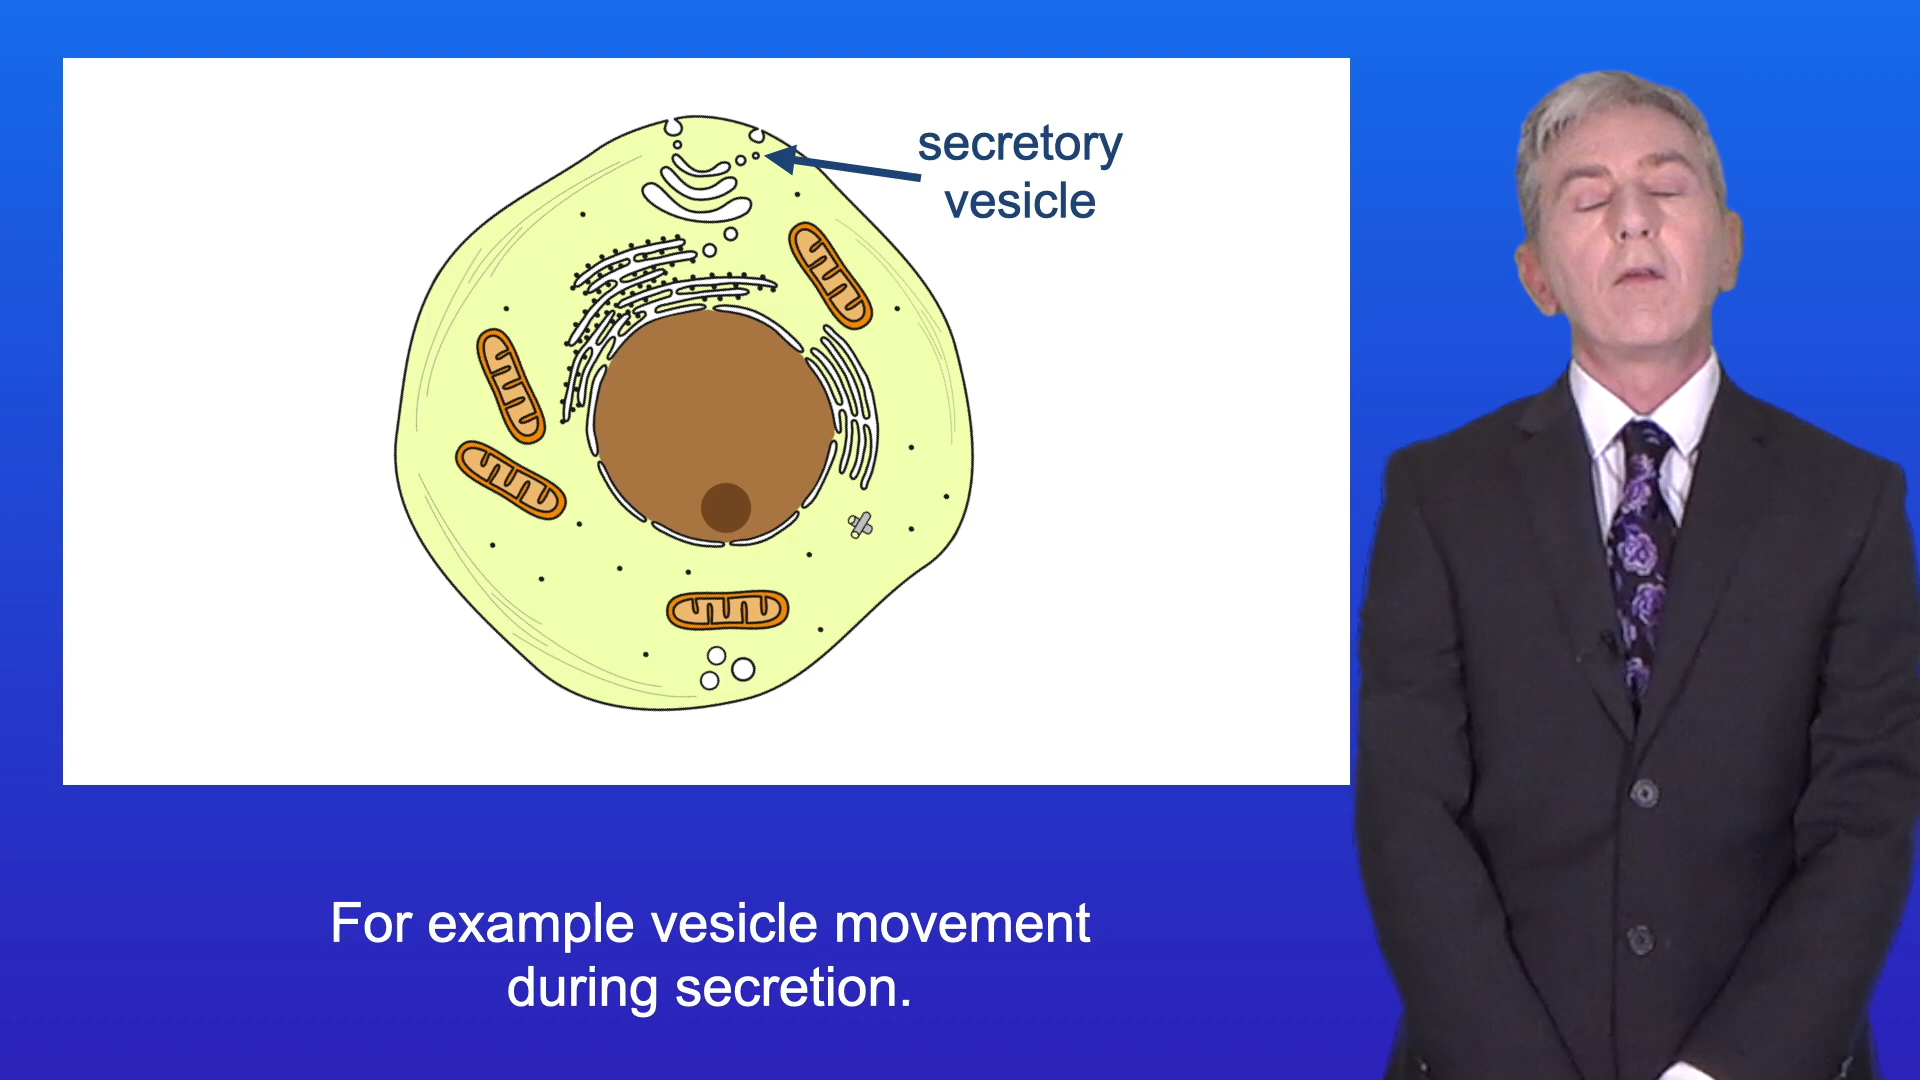 secretory
vesicle
For example vesicle movement
during secretion.